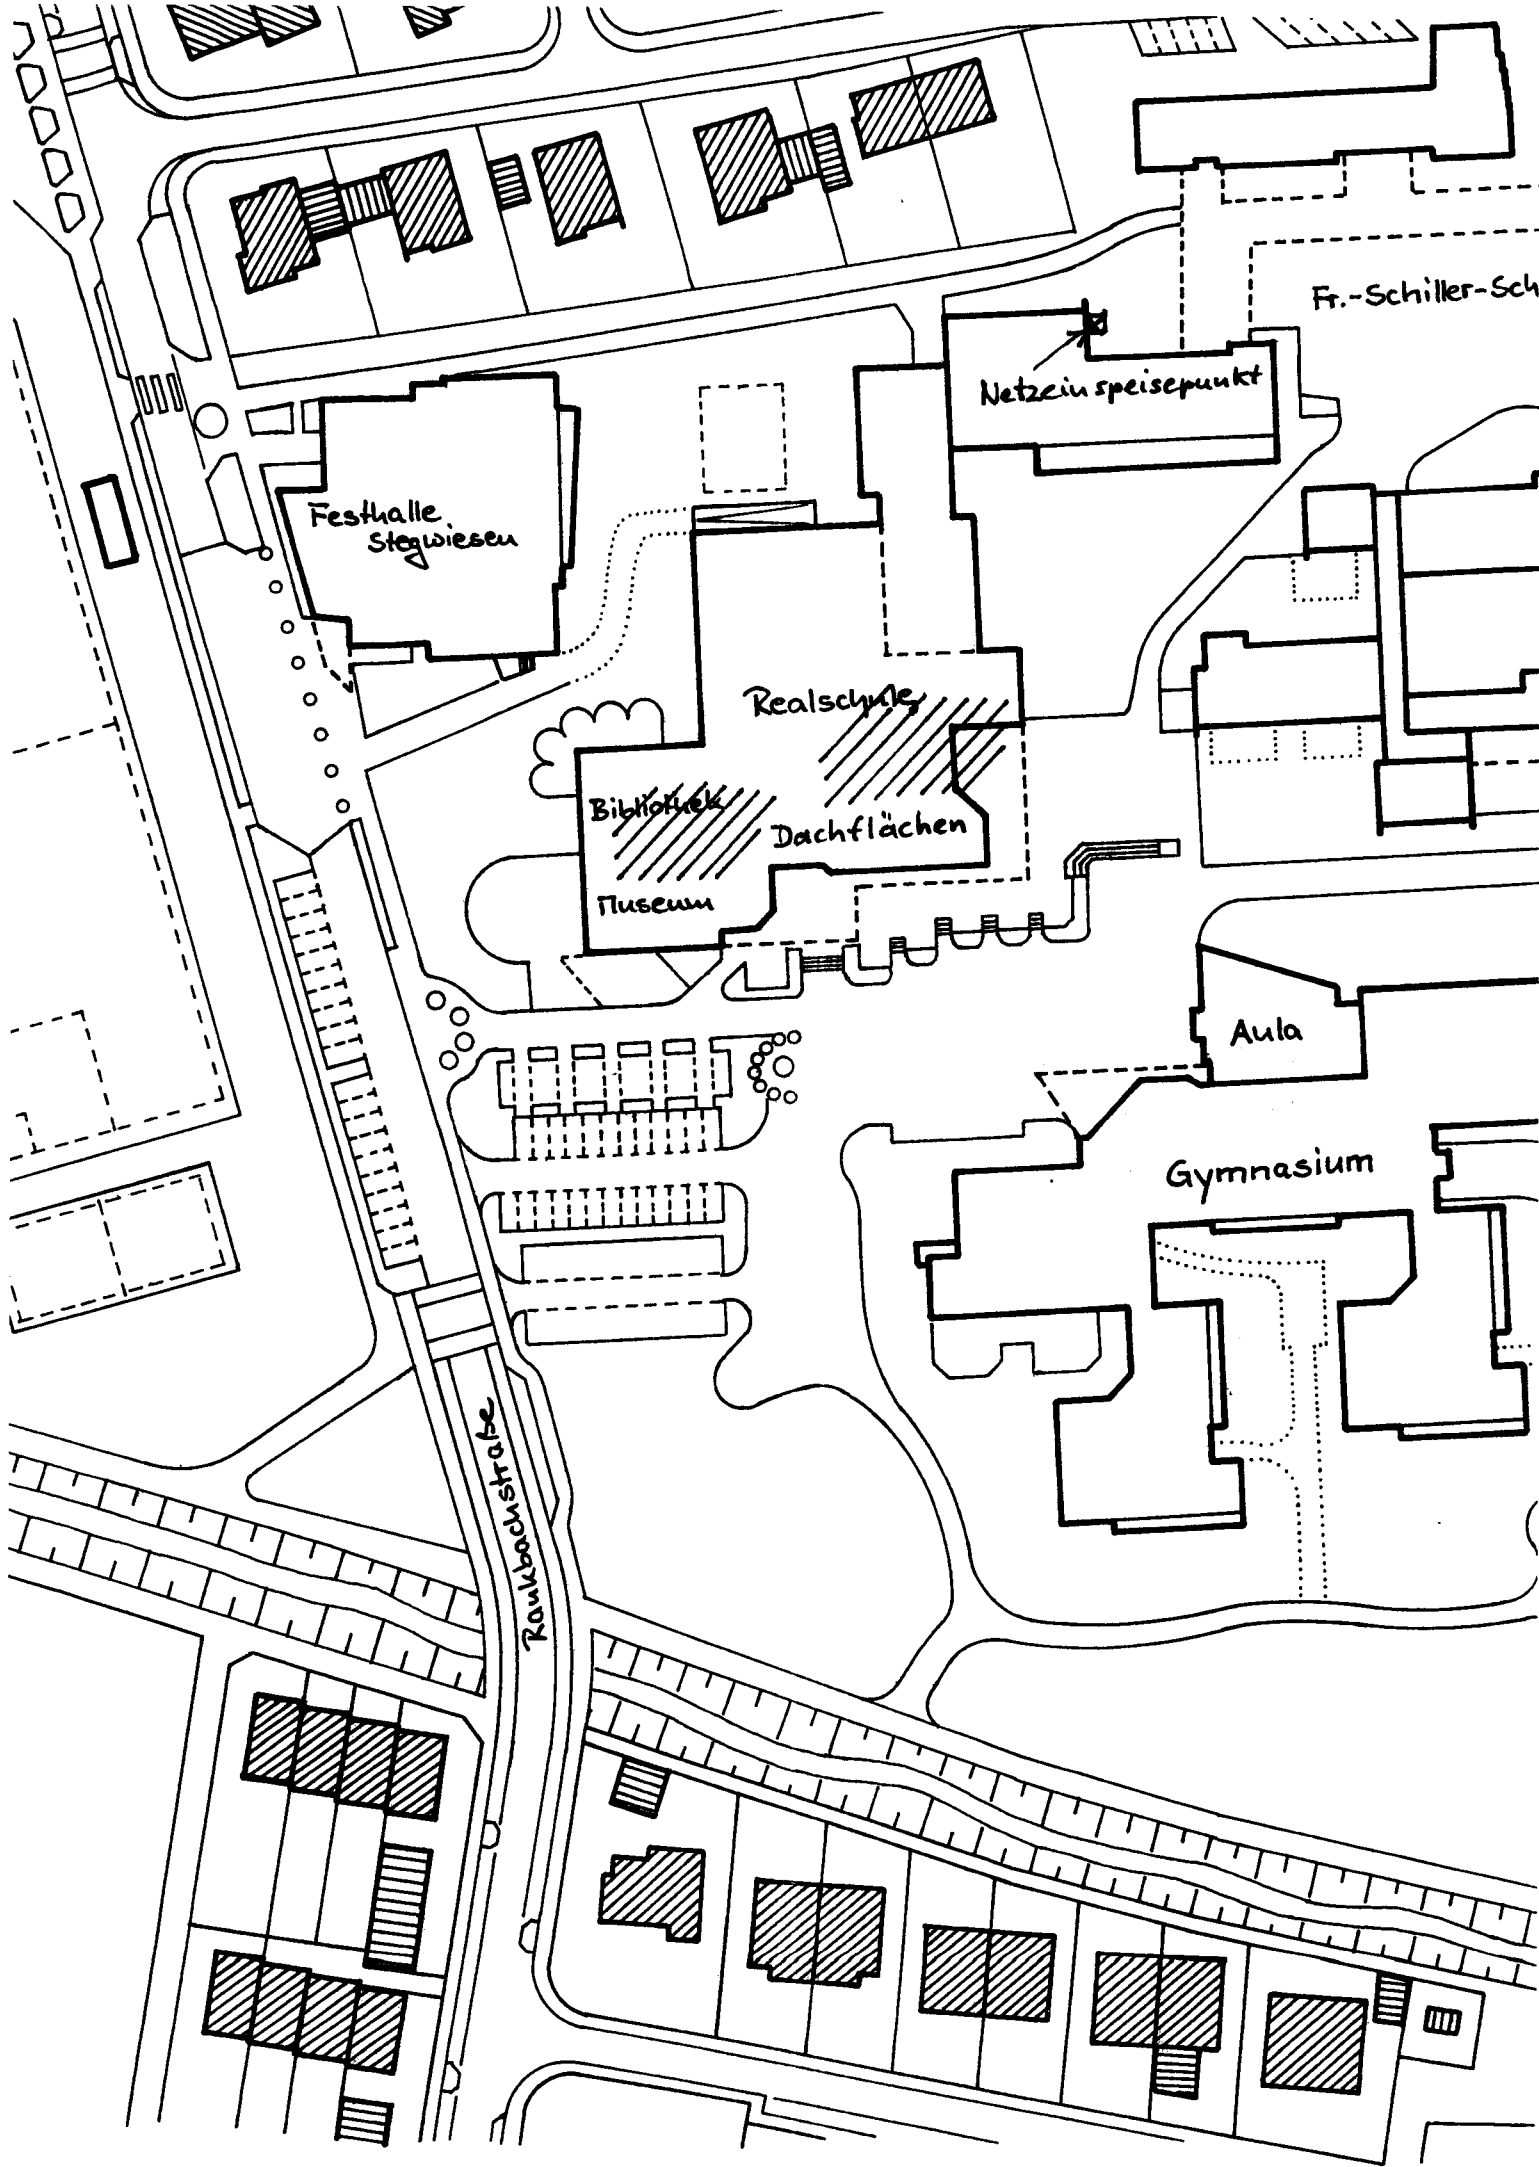 Fr.-Schiller-Sch
Netzeinspeisepunkt
Festhalle
Stegwiesen
Realschule
Bibliothek
Dachflächen
Museum
Aula
Gymnasium
Raukbachstraße